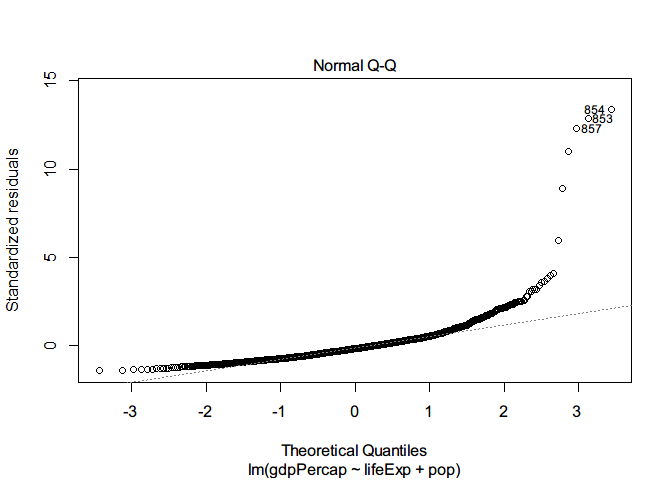 Normal Q-Q
Standardized residuals
15
10
5
0
854
853
857
-3 -2 -1 0 1 2 3
Theoretical Quantiles
lm(gdpPercap ~ lifeExp + pop)